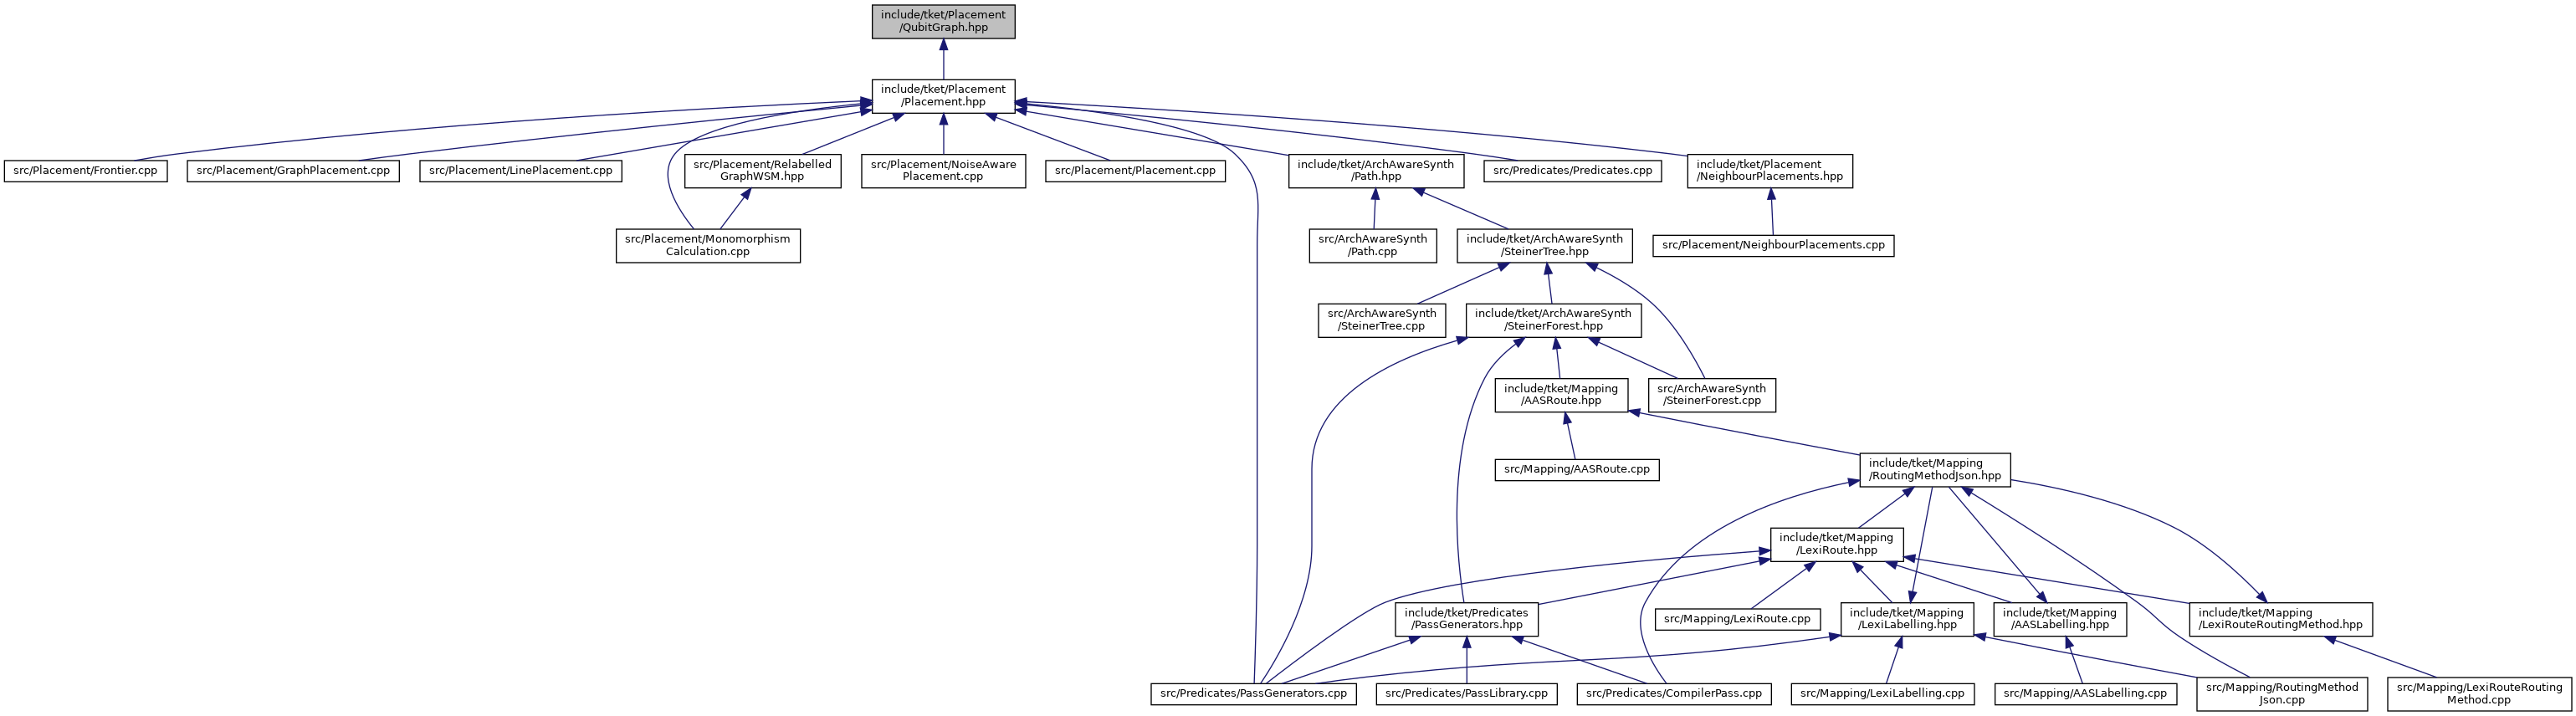 include/tket/Placement
/QubitGraph.hpp
include/tket/Placement
/Placement.hpp
src/Placement/Frontier.cpp
src/Placement/GraphPlacement.cpp
src/Placement/LinePlacement.cpp
src/Placement/Relabelled
GraphWSM.hpp
src/Placement/NoiseAware
Placement.cpp
src/Placement/Placement.cpp
include/tket/ArchAwareSynth
/Path.hpp
src/Predicates/Predicates.cpp
include/tket/Placement
/NeighbourPlacements.hpp
src/Placement/Monomorphism
Calculation.cpp
src/ArchAwareSynth
/Path.cpp
include/tket/ArchAwareSynth
/SteinerTree.hpp
src/Placement/NeighbourPlacements.cpp
src/ArchAwareSynth
/SteinerTree.cpp
include/tket/ArchAwareSynth
/SteinerForest.hpp
include/tket/Mapping
/AASRoute.hpp
src/ArchAwareSynth
/SteinerForest.cpp
src/Mapping/AASRoute.cpp
include/tket/Mapping
/RoutingMethodJson.hpp
include/tket/Mapping
/LexiRoute.hpp
include/tket/Predicates
/PassGenerators.hpp
src/Mapping/LexiRoute.cpp
include/tket/Mapping
/LexiLabelling.hpp
include/tket/Mapping
/AASLabelling.hpp
include/tket/Mapping
/LexiRouteRoutingMethod.hpp
src/Predicates/PassGenerators.cpp
src/Predicates/PassLibrary.cpp
src/Predicates/CompilerPass.cpp
src/Mapping/LexiLabelling.cpp
src/Mapping/AASLabelling.cpp
src/Mapping/RoutingMethod
Json.cpp
src/Mapping/LexiRouteRouting
Method.cpp